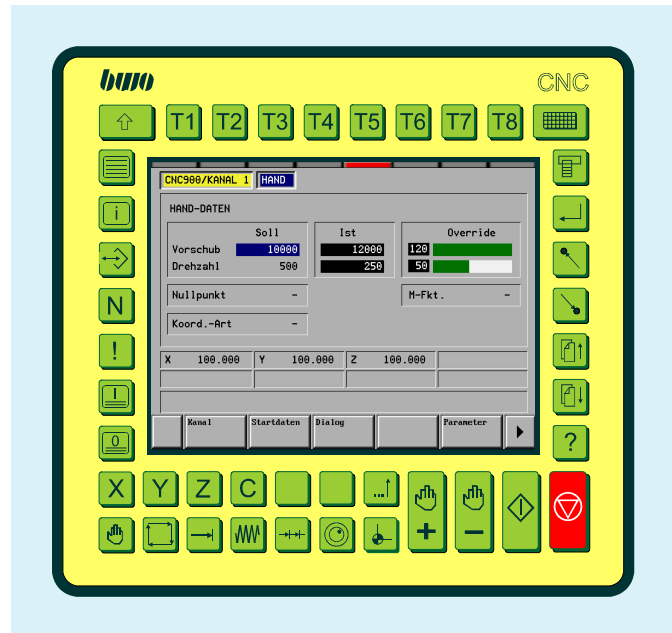 bwo CNC
T1 T2 T3 T4 T5 T6 T7 T8
CNC900/KANAL 1 HAND
HAND-DATEN
Soll Ist Override
Vorschub 10000 12000 120
Drehzahl 500 250 50
Nullpunkt - M-Fkt. -
Koord.-Art -
X 100.000 Y 100.000 Z 100.000
Kanal Startdaten Dialog Parameter
i
N
!
I
0
?
X Y Z C
+ −